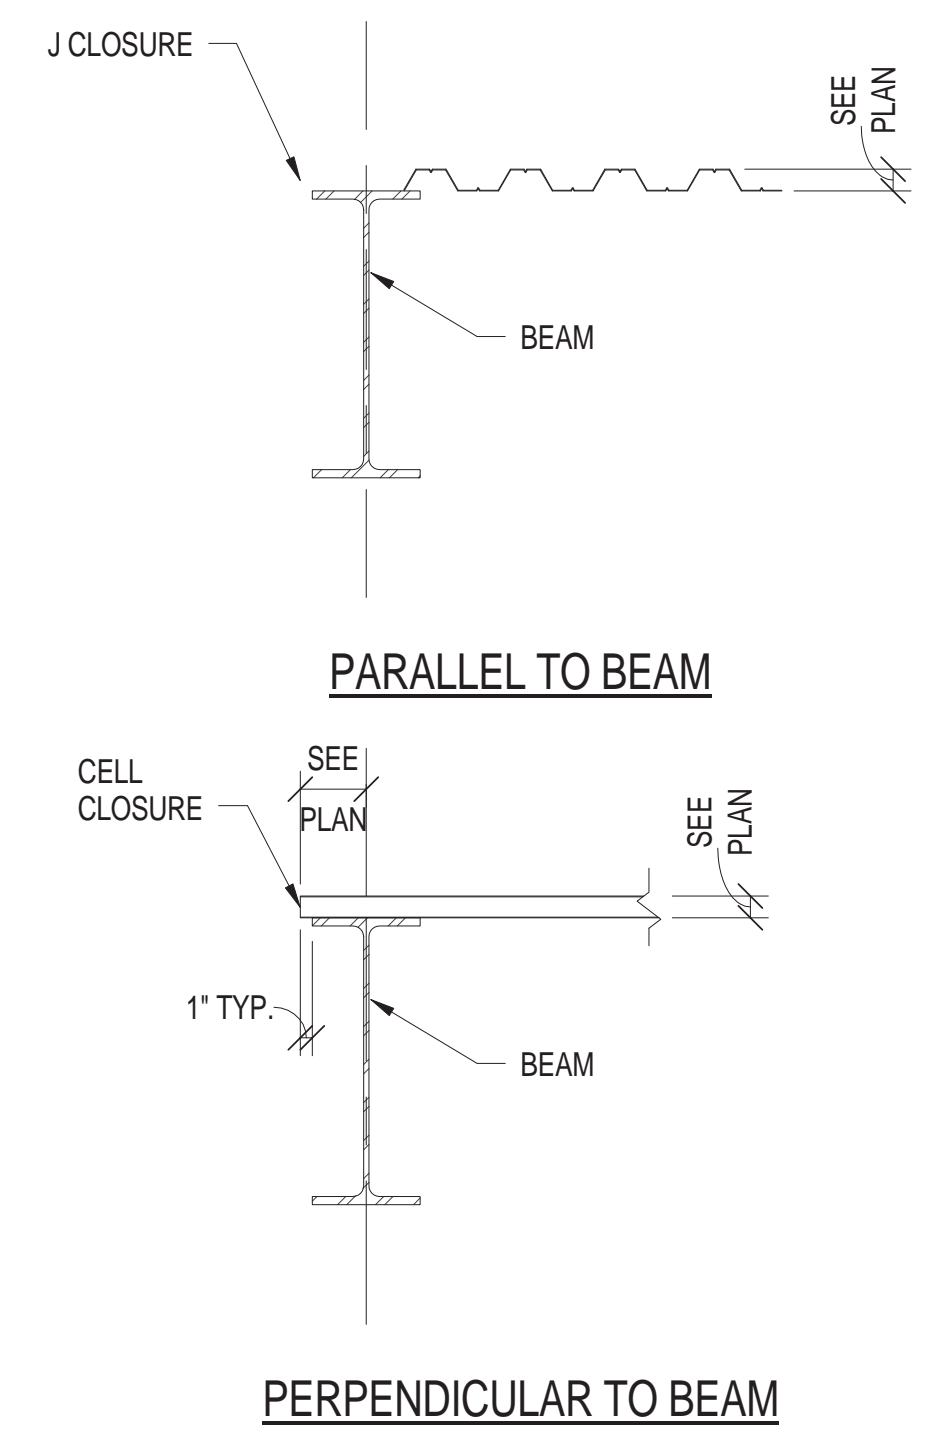 J CLOSURE
SEE
PLAN
BEAM
PARALLEL TO BEAM
SEE
PLAN
CELL
CLOSURE
SEE
PLAN
1" TYP.
BEAM
PERPENDICULAR TO BEAM